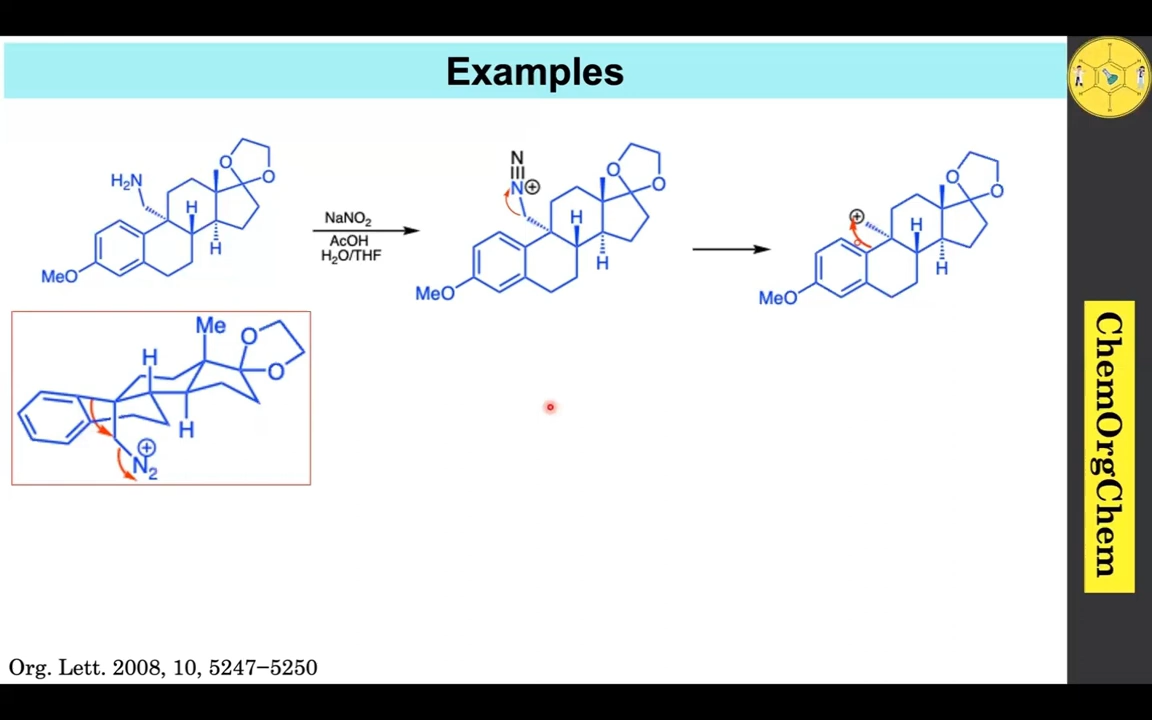 Examples
H₂N
O
O
H
H
MeO
NaNO₂
AcOH
H₂O/THF
N
N
O
O
H
H
MeO
O
O
H
H
MeO
Me
H
O
O
H
N₂
Org. Lett. 2008, 10, 5247–5250
ChemOrgChem